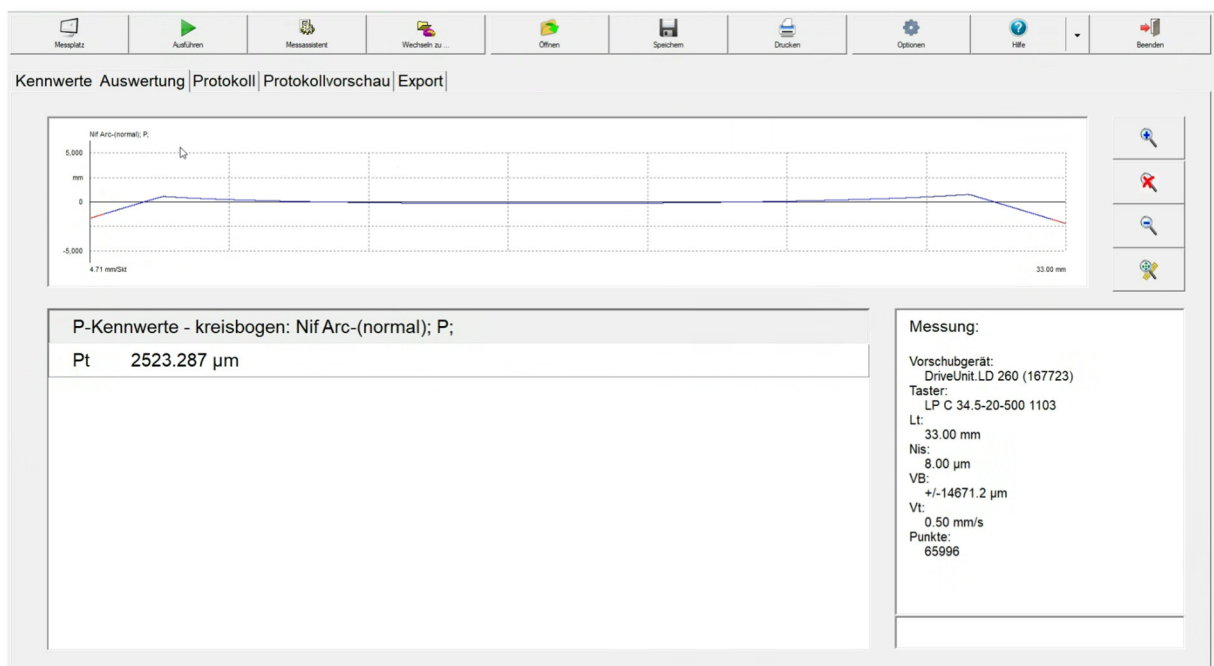 Messplatz
Ausführen
Messassistent
Wechseln zu ...
Öffnen
Speichern
Drucken
Optionen
Hilfe
Beenden
Kennwerte Auswertung Protokoll Protokollvorschau Export
Nif Arc-(normal); P;
5,000
mm
0
-5,000
4.71 mm/Skt
33.00 mm
P-Kennwerte - kreisbogen: Nif Arc-(normal); P;
Pt 2523.287 µm
Messung:
Vorschubgerät:
DriveUnit.LD 260 (167723)
Taster:
LP C 34.5-20-500 1103
Lt:
33.00 mm
Nis:
8.00 µm
VB:
+/-14671.2 µm
Vt:
0.50 mm/s
Punkte:
65996